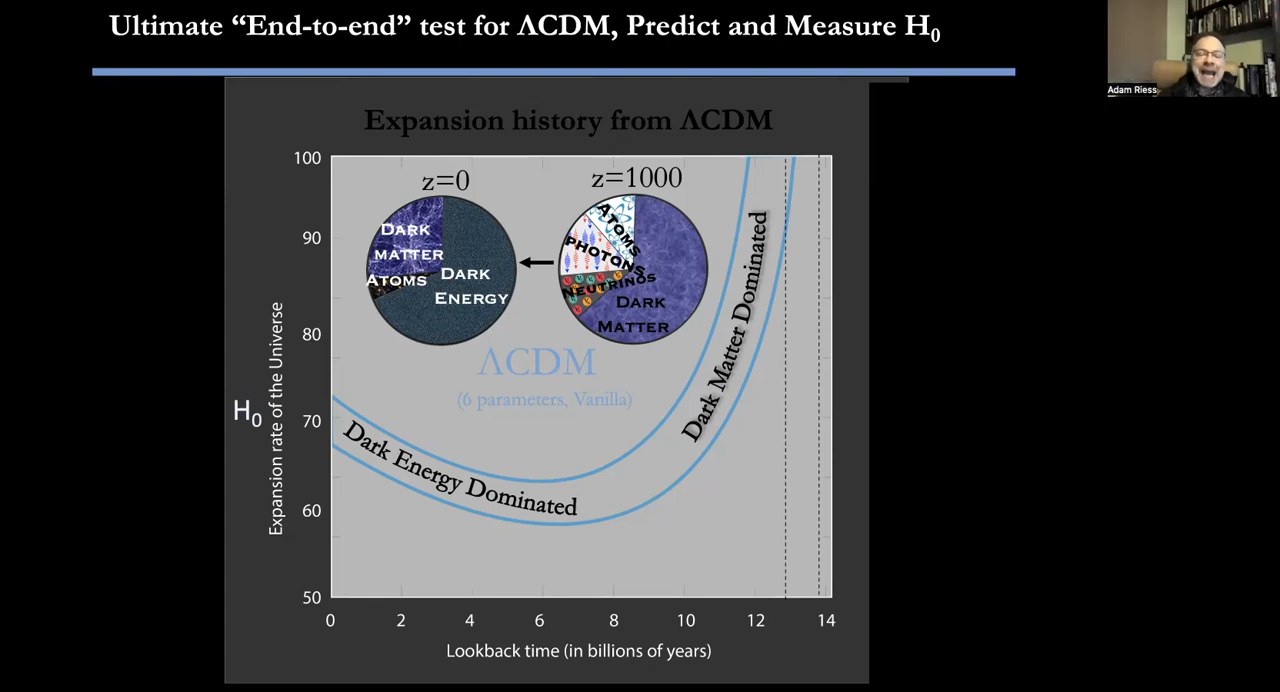 Ultimate “End-to-end” test for ΛCDM, Predict and Measure H₀
Adam Riess
Expansion history from ΛCDM
100
90
80
70
60
50
z=0
z=1000
DARK
MATTER
ATOMS
DARK
ENERGY
ATOMS
PHOTONS
NEUTRINOS
DARK
MATTER
ΛCDM
(6 parameters, Vanilla)
Dark Energy Dominated
Dark Matter Dominated
H₀
Expansion rate of the Universe
0 2 4 6 8 10 12 14
Lookback time (in billions of years)